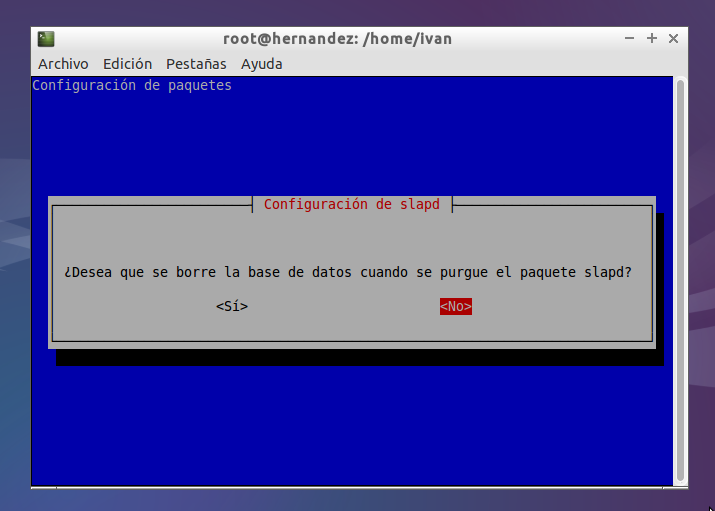 root@hernandez: /home/ivan
Archivo Edición Pestañas Ayuda
Configuración de paquetes
Configuración de slapd
¿Desea que se borre la base de datos cuando se purgue el paquete slapd?
<Sí> <No>